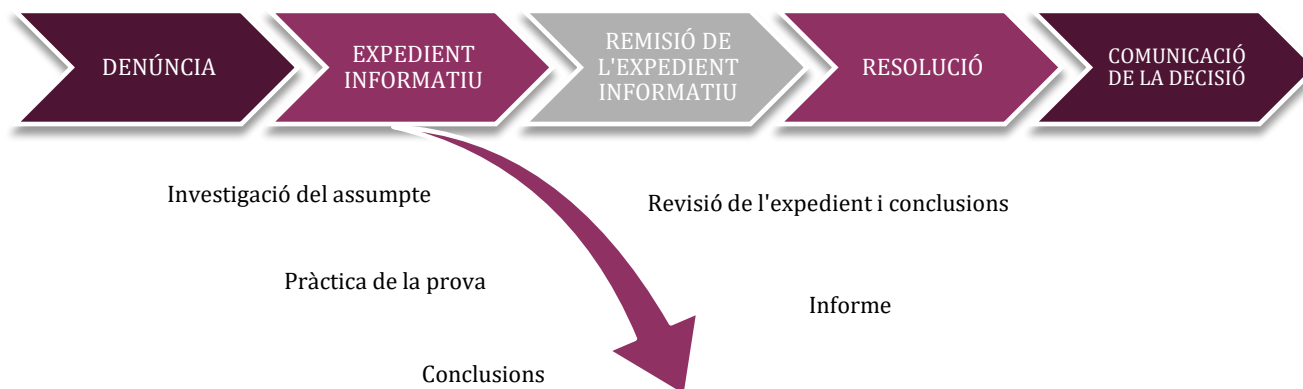 DENÚNCIA
EXPEDIENT
INFORMATIU
REMISIÓ DE
L'EXPEDIENT
INFORMATIU
RESOLUCIÓ
COMUNICACIÓ
DE LA DECISIÓ
Investigació del assumpte
Revisió de l'expedient i conclusions
Pràctica de la prova
Informe
Conclusions